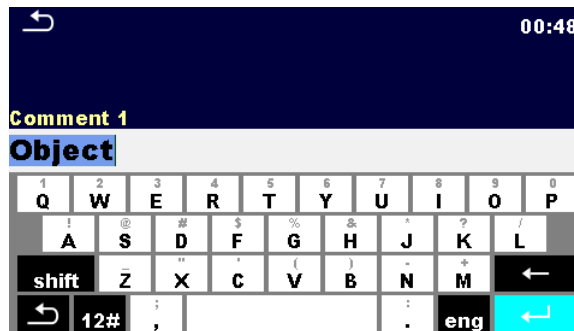 00:48
Comment 1
Object
1 2 3 4 5 6 7 8 9 0
Q W E R T Y U I O P
! @ # $ % & * ? /
A S D F G H J K L
_ " ' ( ) - +
shift Z X C V B N M ←
; :
12# , . eng